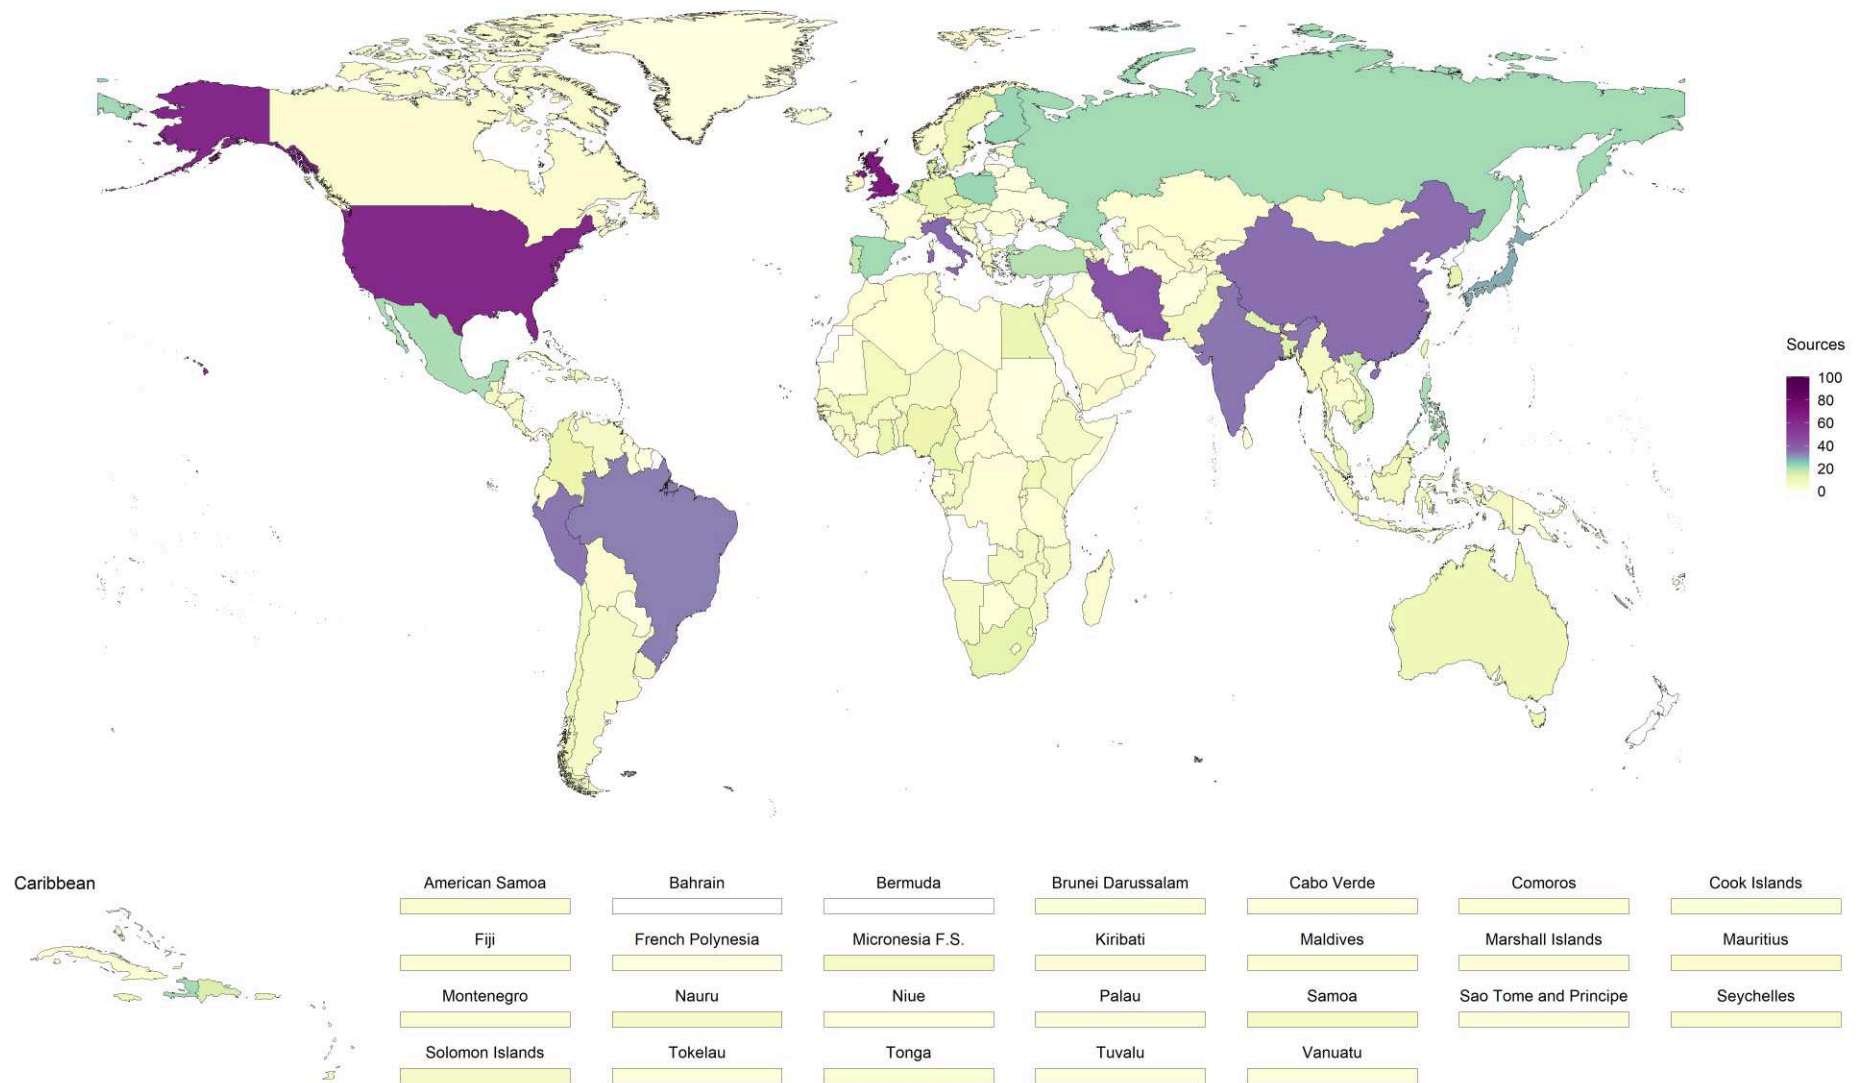 Sources
100
80
60
40
20
0
Caribbean
American Samoa
Bahrain
Bermuda
Brunei Darussalam
Cabo Verde
Comoros
Cook Islands
Fiji
French Polynesia
Micronesia F.S.
Kiribati
Maldives
Marshall Islands
Mauritius
Montenegro
Nauru
Niue
Palau
Samoa
Sao Tome and Principe
Seychelles
Solomon Islands
Tokelau
Tonga
Tuvalu
Vanuatu